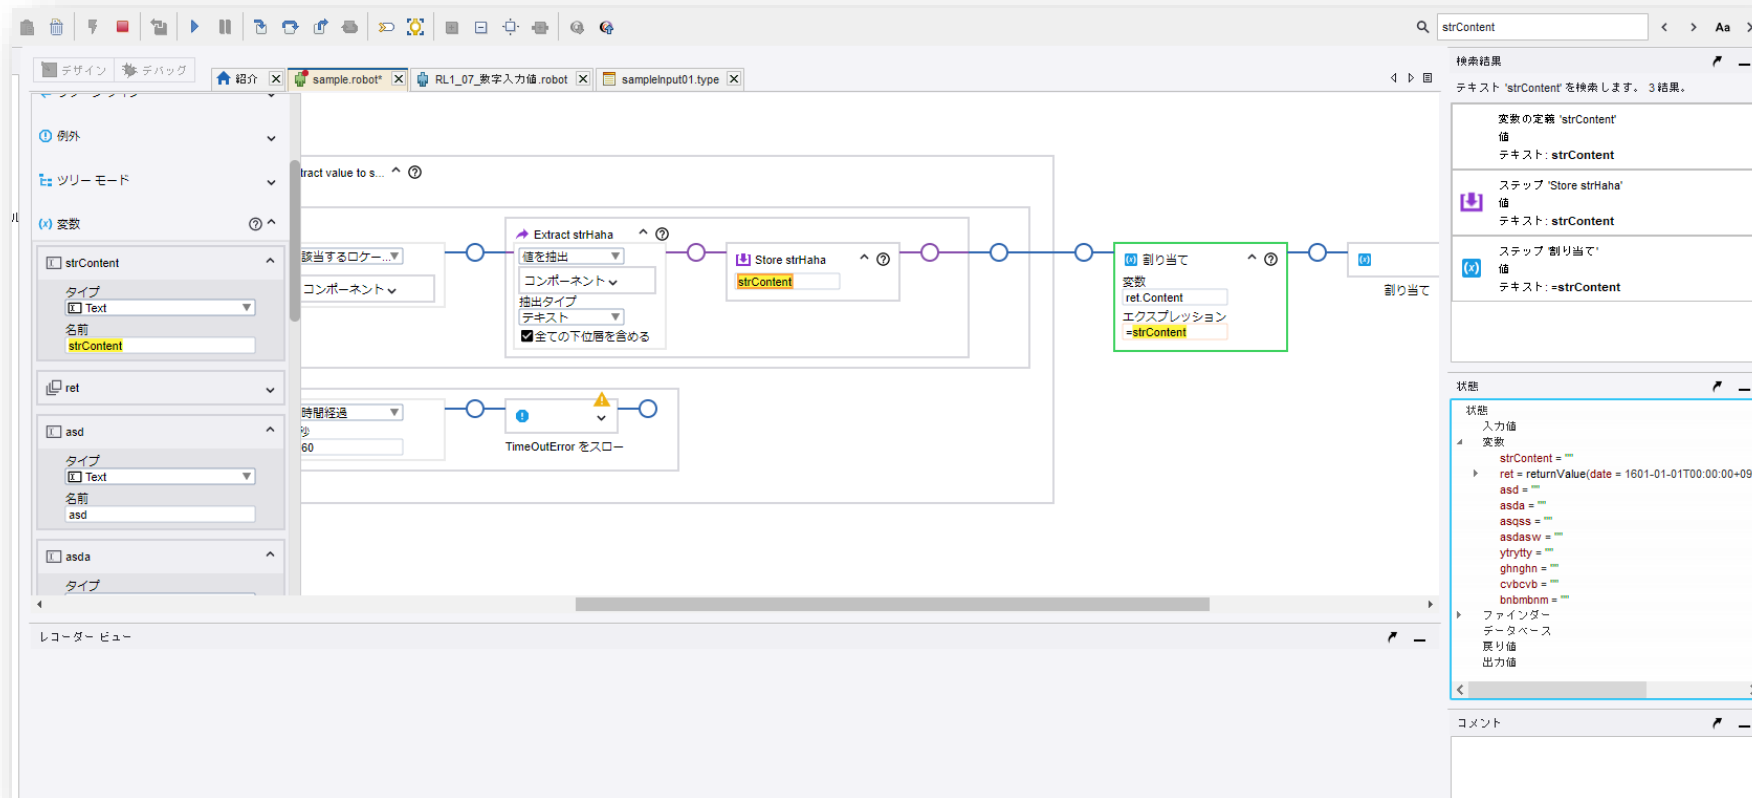 strContent
Aa
デザイン
デバッグ
紹介
sample.robot*
RL1_07_数字入力値.robot
sampleInput01.type
例外
ツリー モード
変数
strContent
タイプ
Text
名前
strContent
ret
asd
タイプ
Text
名前
asd
asda
タイプ
tract value to s...
該当するロケー...
コンポーネント
Extract strHaha
値を抽出
コンポーネント
抽出タイプ
テキスト
全ての下位層を含める
Store strHaha
strContent
割り当て
変数
ret.Content
エクスプレッション
=strContent
割り当て
時間経過
秒
60
TimeOutError をスロー
レコーダー ビュー
検索結果
テキスト 'strContent' を検索します。 3 結果。
変数の定義 'strContent'
値
テキスト: strContent
ステップ 'Store strHaha'
値
テキスト: strContent
ステップ '割り当て'
値
テキスト: =strContent
状態
状態
入力値
変数
strContent = ""
ret = returnValue(date = 1601-01-01T00:00:00+09
asd = ""
asda = ""
asqss = ""
asdasw = ""
ytrytty = ""
ghnghn = ""
cvbcvb = ""
bnbmbnm = ""
ファインダー
データベース
戻り値
出力値
コメント